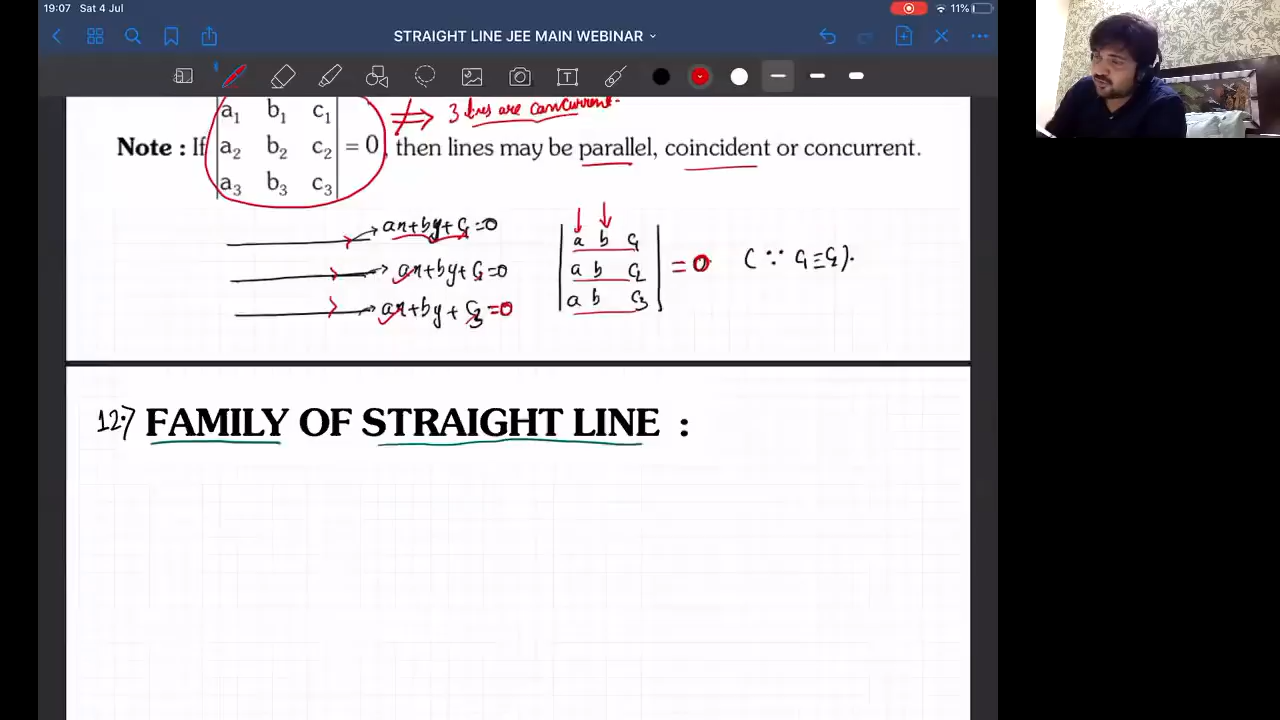 19:07 Sat 4 Jul 11%
STRAIGHT LINE JEE MAIN WEBINAR
a₁ b₁ c₁ ⇏ 3 lines are concurrent.
Note : If a₂ b₂ c₂ = 0, then lines may be parallel, coincident or concurrent.
a₃ b₃ c₃
ax+by+c₁=0
ax+by+c₂=0
ax+by+c₃=0
a b c₁
a b c₂ = 0 (∵ c₁≡c₂).
a b c₃
12.7 FAMILY OF STRAIGHT LINE :